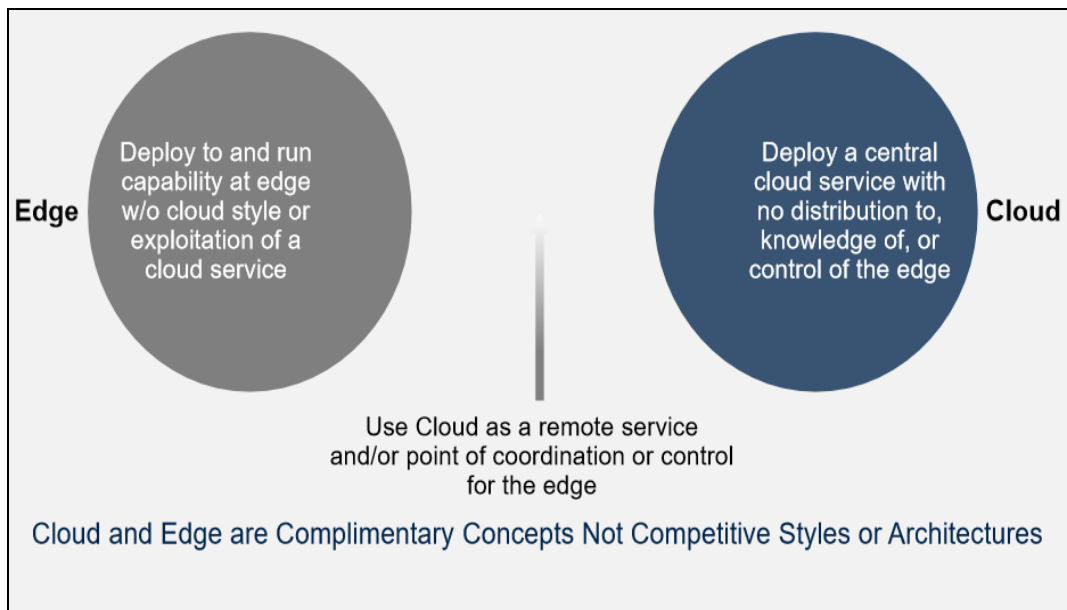 Edge
Deploy to and run
capability at edge
w/o cloud style or
exploitation of a
cloud service
Deploy a central
cloud service with
no distribution to,
knowledge of, or
control of the edge
Cloud
Use Cloud as a remote service
and/or point of coordination or control
for the edge
Cloud and Edge are Complimentary Concepts Not Competitive Styles or Architectures